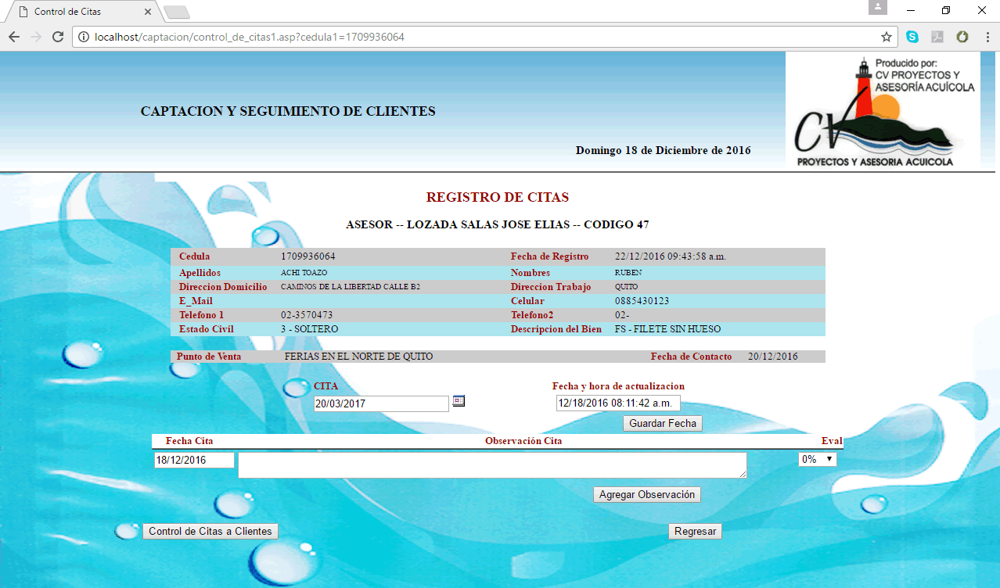 Control de Citas
localhost/captacion/control_de_citas1.asp?cedula1=1709936064
Producido por:
CV PROYECTOS Y
ASESORÍA ACUÍCOLA
CV
PROYECTOS Y ASESORIA ACUICOLA
CAPTACION Y SEGUIMIENTO DE CLIENTES
Domingo 18 de Diciembre de 2016
REGISTRO DE CITAS
ASESOR -- LOZADA SALAS JOSE ELIAS -- CODIGO 47
Cedula 1709936064 Fecha de Registro 22/12/2016 09:43:58 a.m.
Apellidos ACHI TOAZO Nombres RUBEN
Direccion Domicilio CAMINOS DE LA LIBERTAD CALLE B2 Direccion Trabajo QUITO
E_Mail Celular 0885430123
Telefono 1 02-3570473 Telefono2 02-
Estado Civil 3 - SOLTERO Descripcion del Bien FS - FILETE SIN HUESO
Punto de Venta FERIAS EN EL NORTE DE QUITO Fecha de Contacto 20/12/2016
CITA Fecha y hora de actualizacion
20/03/2017 12/18/2016 08:11:42 a.m.
Guardar Fecha
Fecha Cita Observación Cita Eval
18/12/2016 0%
Agregar Observación
Control de Citas a Clientes Regresar